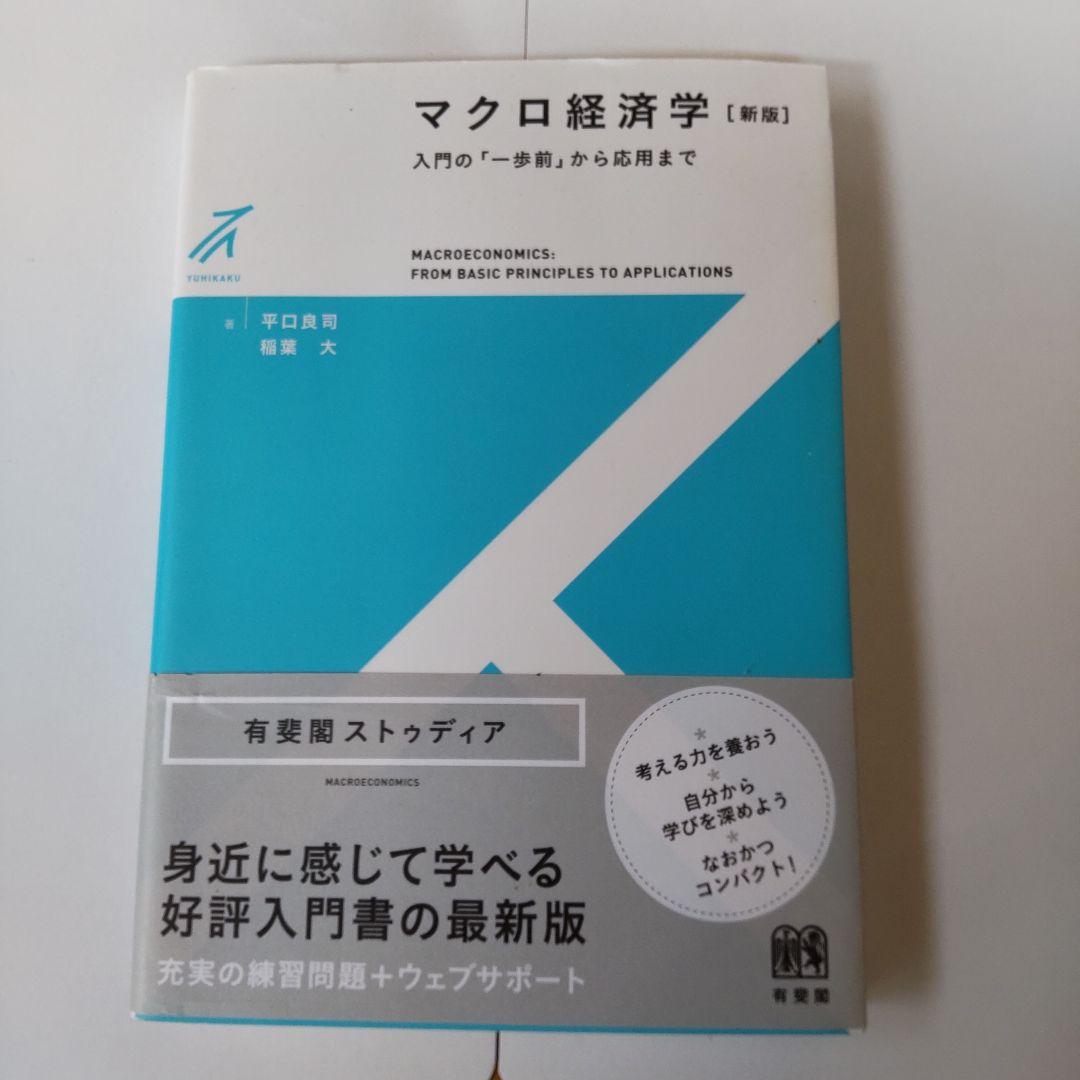 マクロ経済学［新版］
入門の「一歩前」から応用まで
YUHIKAKU
MACROECONOMICS:
FROM BASIC PRINCIPLES TO APPLICATIONS
著 平口良司
稲葉 大
有斐閣 ストゥディア
MACROECONOMICS
身近に感じて学べる
好評入門書の最新版
充実の練習問題＋ウェブサポート
* 考える力を養おう
* 自分から
学びを深めよう
* なおかつ
コンパクト!
有斐閣